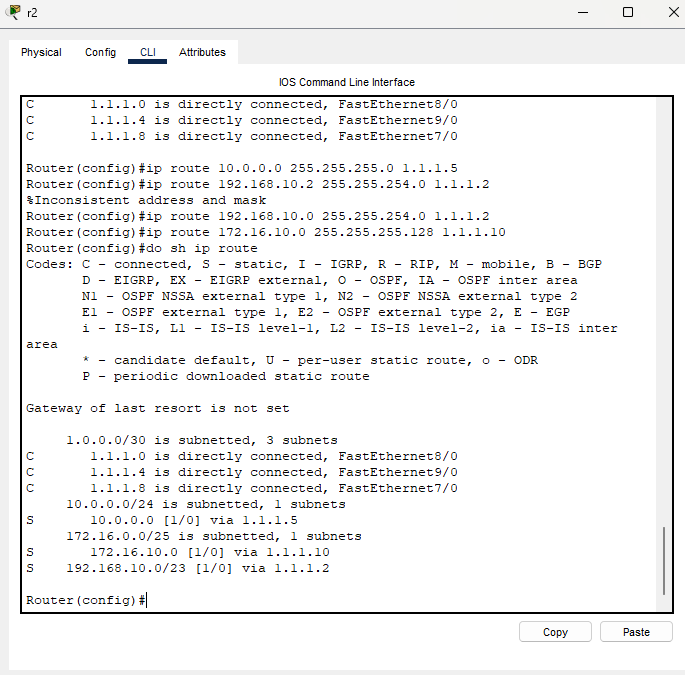 r2
Physical Config CLI Attributes
IOS Command Line Interface
C       1.1.1.0 is directly connected, FastEthernet8/0
C       1.1.1.4 is directly connected, FastEthernet9/0
C       1.1.1.8 is directly connected, FastEthernet7/0
Router(config)#ip route 10.0.0.0 255.255.255.0 1.1.1.5
Router(config)#ip route 192.168.10.2 255.255.254.0 1.1.1.2
%Inconsistent address and mask
Router(config)#ip route 192.168.10.0 255.255.254.0 1.1.1.2
Router(config)#ip route 172.16.10.0 255.255.255.128 1.1.1.10
Router(config)#do sh ip route
Codes: C - connected, S - static, I - IGRP, R - RIP, M - mobile, B - BGP
       D - EIGRP, EX - EIGRP external, O - OSPF, IA - OSPF inter area
       N1 - OSPF NSSA external type 1, N2 - OSPF NSSA external type 2
       E1 - OSPF external type 1, E2 - OSPF external type 2, E - EGP
       i - IS-IS, L1 - IS-IS level-1, L2 - IS-IS level-2, ia - IS-IS inter
area
       * - candidate default, U - per-user static route, o - ODR
       P - periodic downloaded static route
Gateway of last resort is not set
     1.0.0.0/30 is subnetted, 3 subnets
C       1.1.1.0 is directly connected, FastEthernet8/0
C       1.1.1.4 is directly connected, FastEthernet9/0
C       1.1.1.8 is directly connected, FastEthernet7/0
     10.0.0.0/24 is subnetted, 1 subnets
S       10.0.0.0 [1/0] via 1.1.1.5
     172.16.0.0/25 is subnetted, 1 subnets
S       172.16.10.0 [1/0] via 1.1.1.10
S    192.168.10.0/23 [1/0] via 1.1.1.2
Router(config)#
Copy Paste